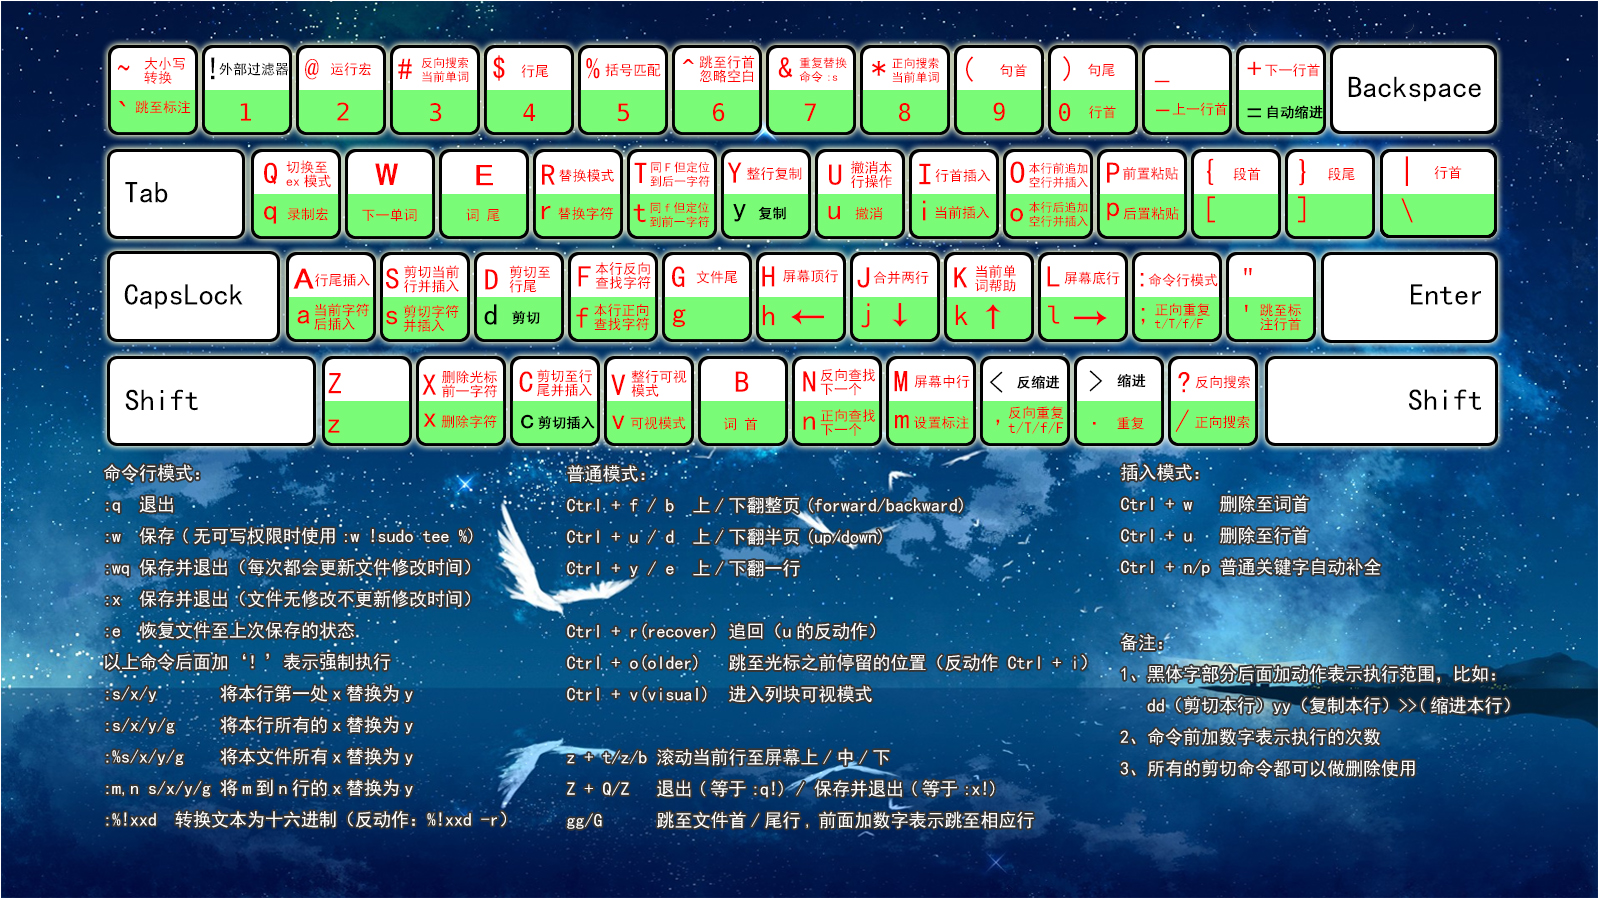 ~ 大小写
转换
` 跳至标注
! 外部过滤器
1
@ 运行宏
2
# 反向搜索
当前单词
3
$ 行尾
4
% 括号匹配
5
^ 跳至行首
忽略空白
6
& 重复替换
命令 :s
7
* 正向搜索
当前单词
8
( 句首
9
) 句尾
0 行首
_
- 上一行首
+ 下一行首
= 自动缩进
Backspace
Tab
Q 切换至
ex 模式
q 录制宏
W
下一单词
E
词 尾
R 替换模式
r 替换字符
T 同 F 但定位
到后一字符
t 同 f 但定位
到前一字符
Y 整行复制
y 复制
U 撤消本
行操作
u 撤消
I 行首插入
i 当前插入
O 本行前追加
空行并插入
o 本行后追加
空行并插入
P 前置粘贴
p 后置粘贴
{ 段首
[
} 段尾
]
| 行首
\
CapsLock
A 行尾插入
a 当前字符
后插入
S 剪切当前
行并插入
s 剪切字符
并插入
D 剪切至
行尾
d 剪切
F 本行反向
查找字符
f 本行正向
查找字符
G 文件尾
g
H 屏幕顶行
h ←
J 合并两行
j ↓
K 当前单
词帮助
k ↑
L 屏幕底行
l →
: 命令行模式
; 正向重复
t/T/f/F
"
' 跳至标
注行首
Enter
Shift
Z
z
X 删除光标
前一字符
x 删除字符
C 剪切至行
尾并插入
c 剪切插入
V 整行可视
模式
v 可视模式
B
词 首
N 反向查找
下一个
n 正向查找
下一个
M 屏幕中行
m 设置标注
< 反缩进
, 反向重复
t/T/f/F
> 缩进
. 重复
? 反向搜索
/ 正向搜索
Shift
命令行模式：
:q 退出
:w 保存 ( 无可写权限时使用 :w !sudo tee %)
:wq 保存并退出（每次都会更新文件修改时间）
:x 保存并退出（文件无修改不更新修改时间）
:e 恢复文件至上次保存的状态
以上命令后面加‘！’表示强制执行
:s/x/y 将本行第一处 x 替换为 y
:s/x/y/g 将本行所有的 x 替换为 y
:%s/x/y/g 将本文件所有 x 替换为 y
:m,n s/x/y/g 将 m 到 n 行的 x 替换为 y
:%!xxd 转换文本为十六进制（反动作：%!xxd -r）
普通模式：
Ctrl + f / b 上 / 下翻整页 (forward/backward)
Ctrl + u / d 上 / 下翻半页 (up/down)
Ctrl + y / e 上 / 下翻一行
Ctrl + r(recover) 追回（u 的反动作）
Ctrl + o(older) 跳至光标之前停留的位置（反动作 Ctrl + i）
Ctrl + v(visual) 进入列块可视模式
z + t/z/b 滚动当前行至屏幕上 / 中 / 下
Z + Q/Z 退出 ( 等于 :q!) / 保存并退出 ( 等于 :x!)
gg/G 跳至文件首 / 尾行，前面加数字表示跳至相应行
插入模式：
Ctrl + w 删除至词首
Ctrl + u 删除至行首
Ctrl + n/p 普通关键字自动补全
备注：
1、黑体字部分后面加动作表示执行范围，比如：
dd（剪切本行）yy（复制本行）>>( 缩进本行）
2、命令前加数字表示执行的次数
3、所有的剪切命令都可以做删除使用